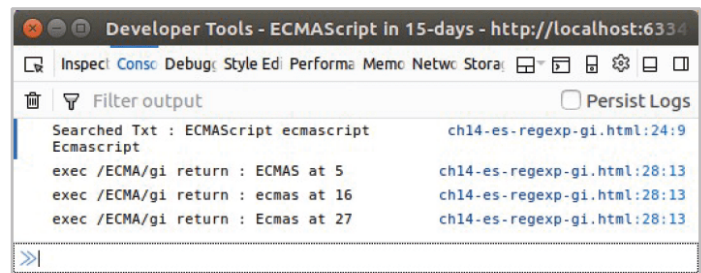 Developer Tools - ECMAScript in 15-days - http://localhost:6334
Inspect Conso Debugg Style Edi Performa Memo Netwo Storag
Filter output Persist Logs
Searched Txt : ECMAScript ecmascript ch14-es-regexp-gi.html:24:9
Ecmascript
exec /ECMA/gi return : ECMAS at 5 ch14-es-regexp-gi.html:28:13
exec /ECMA/gi return : ecmas at 16 ch14-es-regexp-gi.html:28:13
exec /ECMA/gi return : Ecmas at 27 ch14-es-regexp-gi.html:28:13